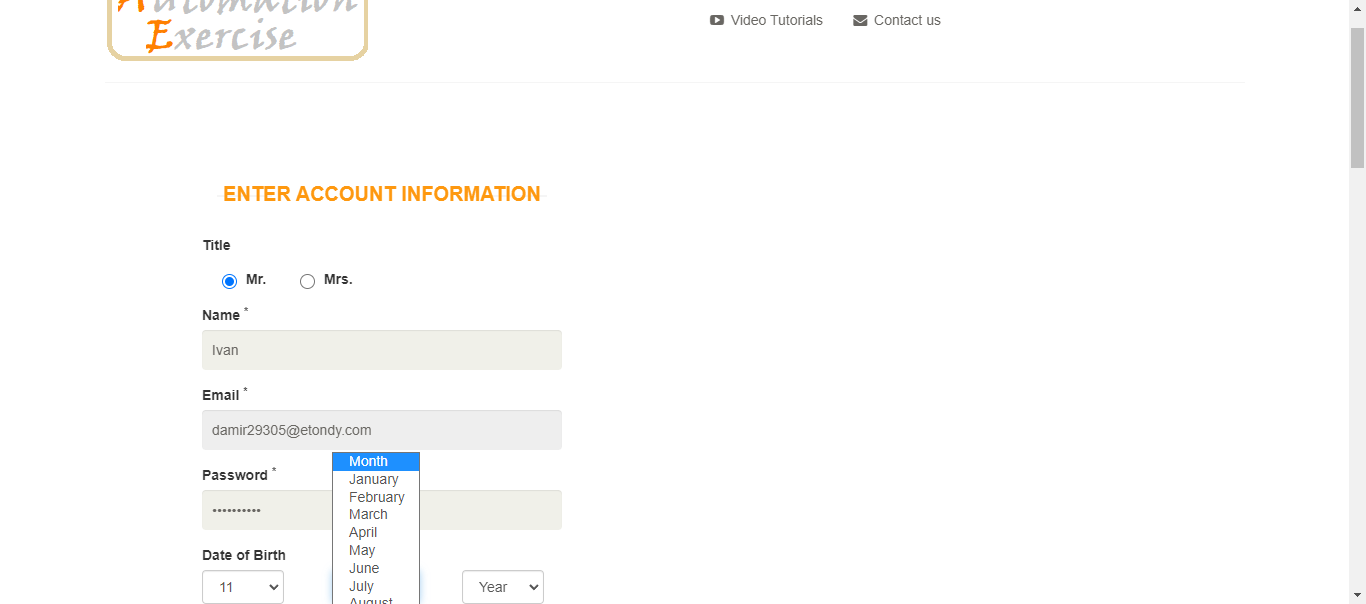 Automation
Exercise
Video Tutorials
Contact us
ENTER ACCOUNT INFORMATION
Title
Mr.
Mrs.
Name *
Ivan
Email *
damir29305@etondy.com
Password *
••••••••••
Date of Birth
11
Month
January
February
March
April
May
June
July
August
Year